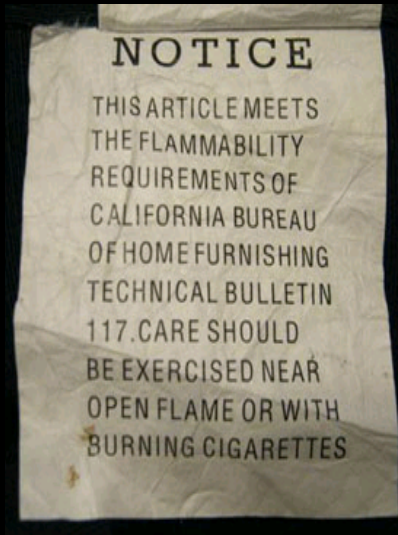 NOTICE
THIS ARTICLE MEETS
THE FLAMMABILITY
REQUIREMENTS OF
CALIFORNIA BUREAU
OF HOME FURNISHING
TECHNICAL BULLETIN
117.CARE SHOULD
BE EXERCISED NEAR
OPEN FLAME OR WITH
BURNING CIGARETTES